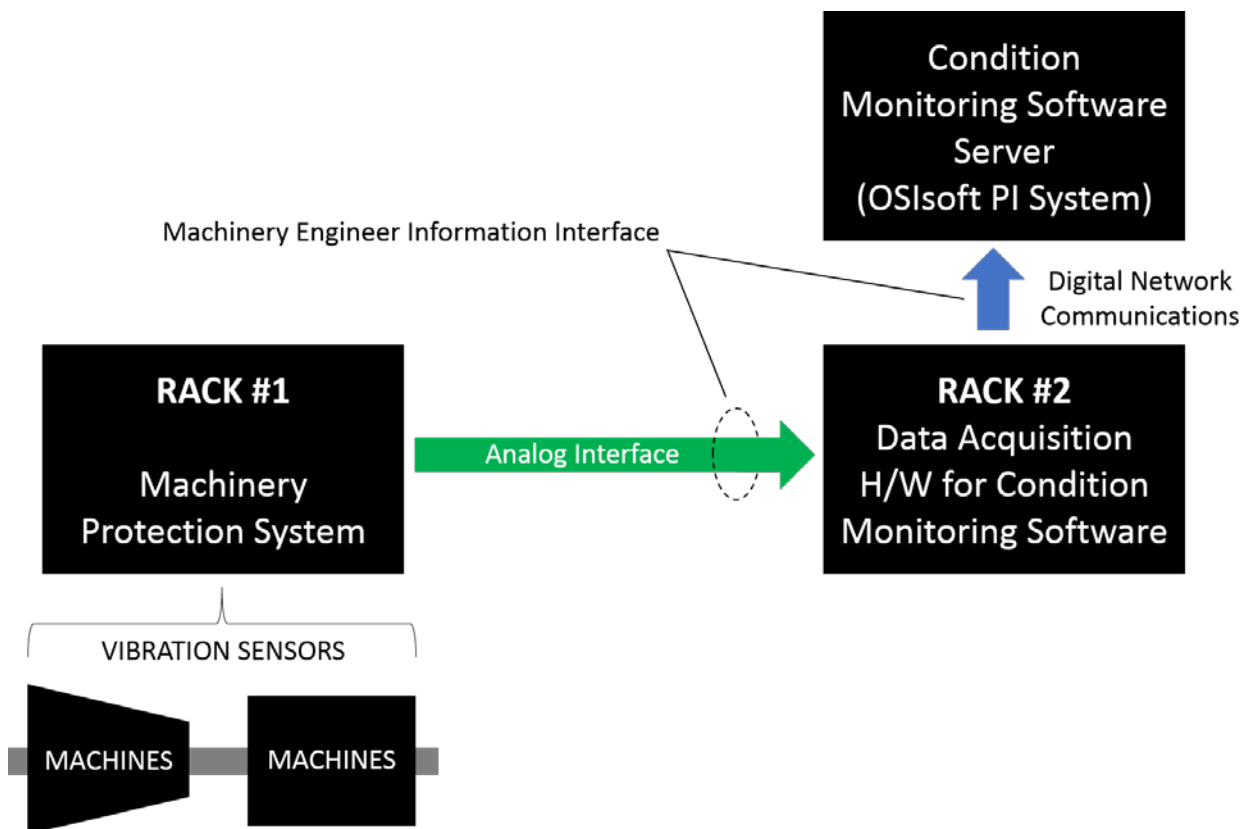 Condition
Monitoring Software
Server
(OSIsoft PI System)
Machinery Engineer Information Interface
Digital Network
Communications
RACK #1
Machinery
Protection System
Analog Interface
RACK #2
Data Acquisition
H/W for Condition
Monitoring Software
VIBRATION SENSORS
MACHINES
MACHINES